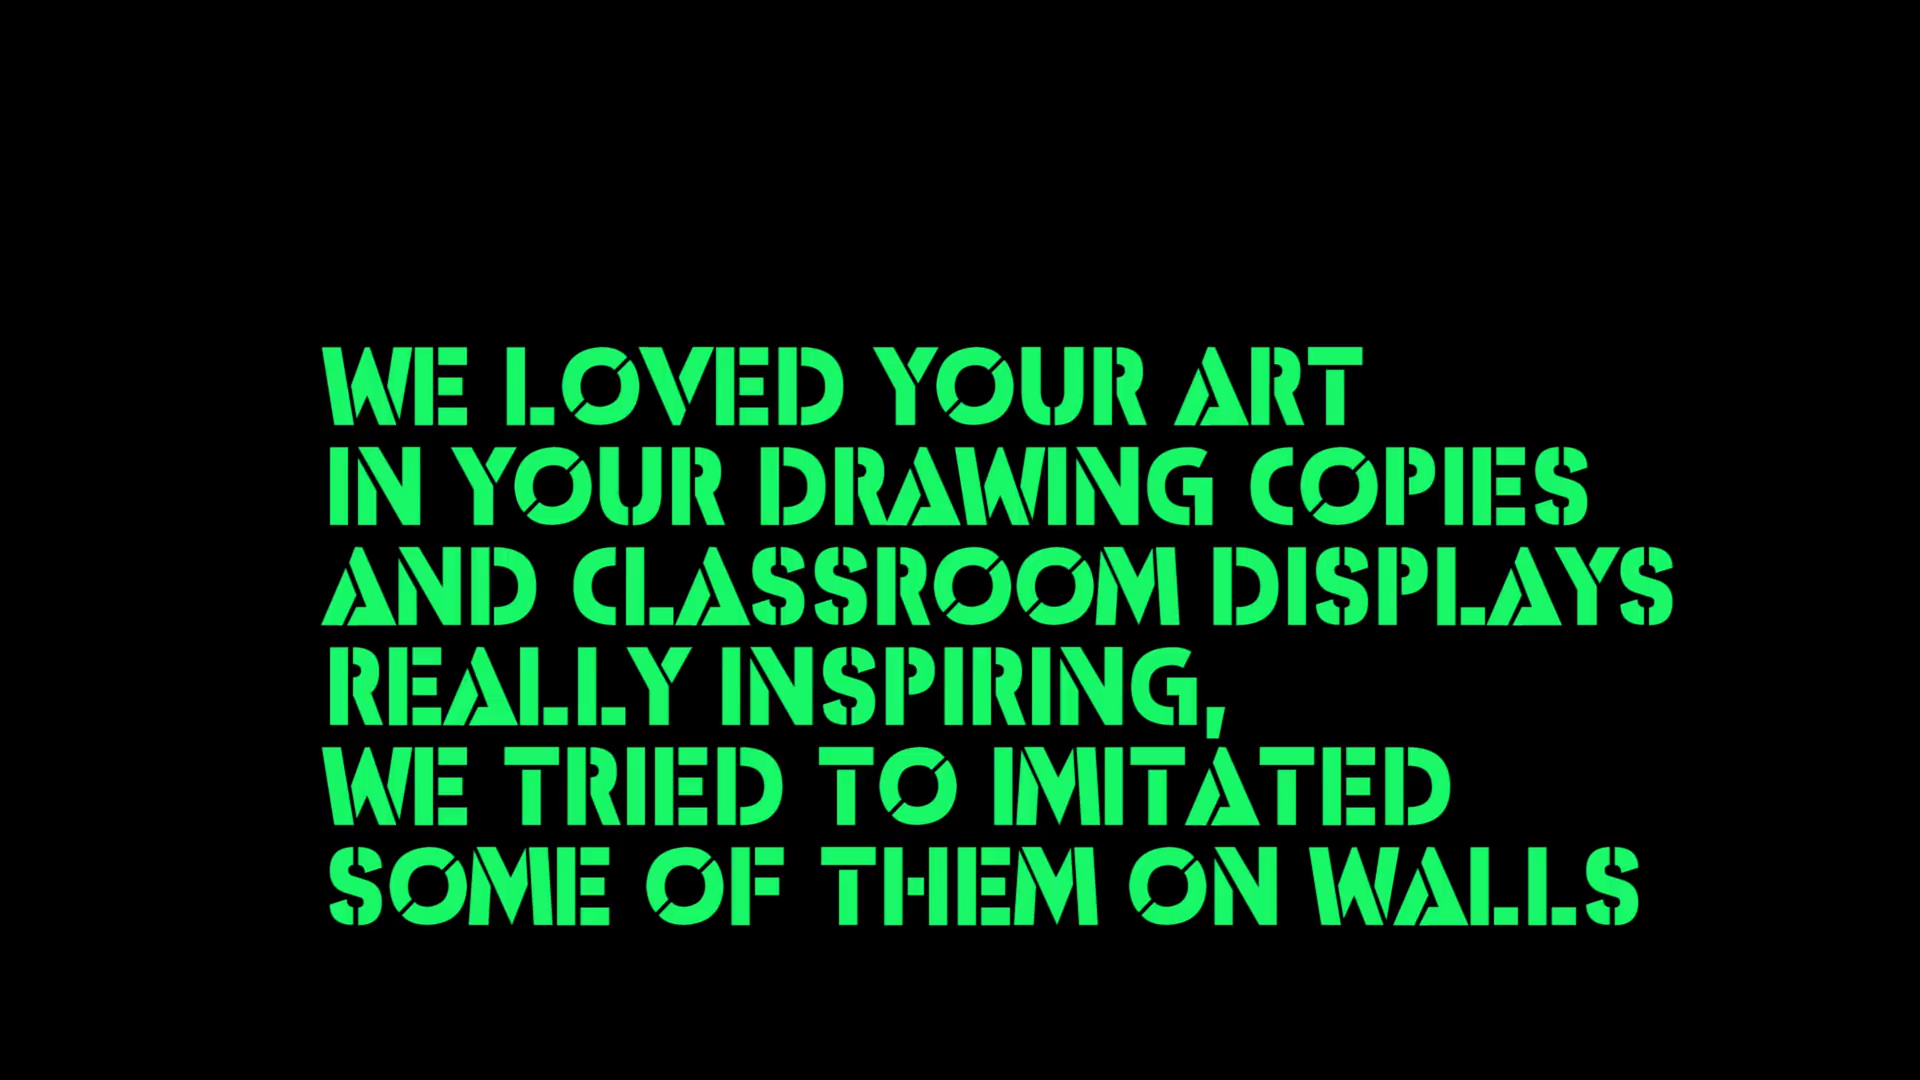 WE LOVED YOUR ART
IN YOUR DRAWING COPIES
AND CLASSROOM DISPLAYS
REALLY INSPIRING,
WE TRIED TO IMITATED
SOME OF THEM ON WALLS